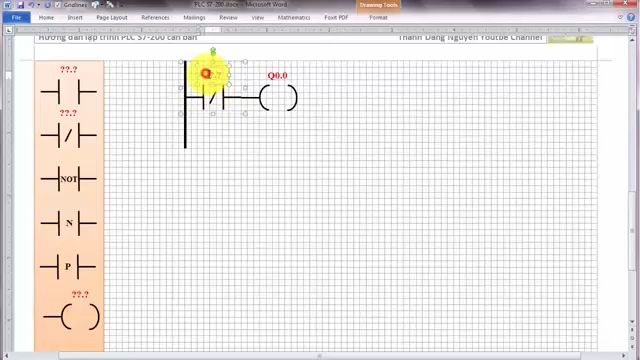 PLC S7-200.docx - Microsoft Word
Drawing Tools
File
Home
Insert
Page Layout
References
Mailings
Review
View
Mathematics
Foxit PDF
Format
Hướng dẫn lập trình PLC S7-200 căn bản
Thanh Dang Nguyen Youtube Channel
??.?
Q0.0
??.?
NOT
N
P
??.?